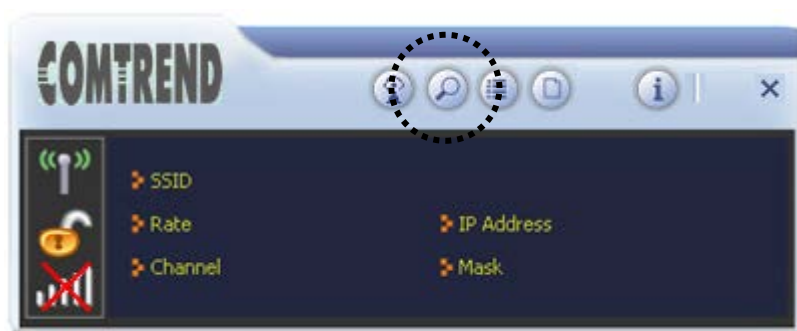 COMTREND
SSID
Rate
IP Address
Channel
Mask